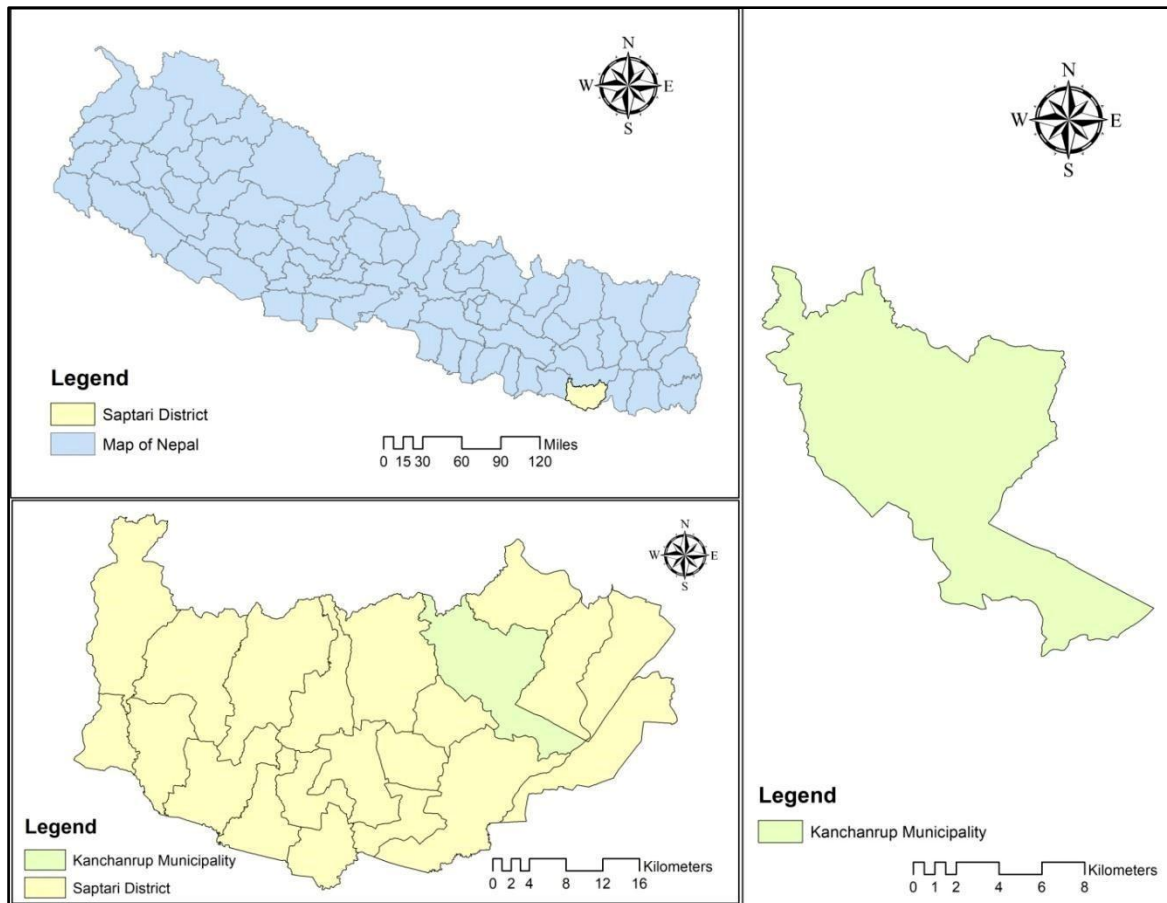 N
W E
S
Legend
Saptari District
Map of Nepal
Miles
0 15 30 60 90 120
N
W E
S
Legend
Kanchanrup Municipality
Saptari District
Kilometers
0 2 4 8 12 16
N
W E
S
Legend
Kanchanrup Municipality
Kilometers
0 1 2 4 6 8